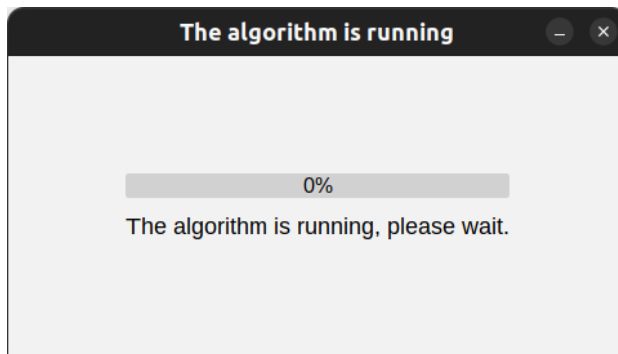 The algorithm is running
0%
The algorithm is running, please wait.